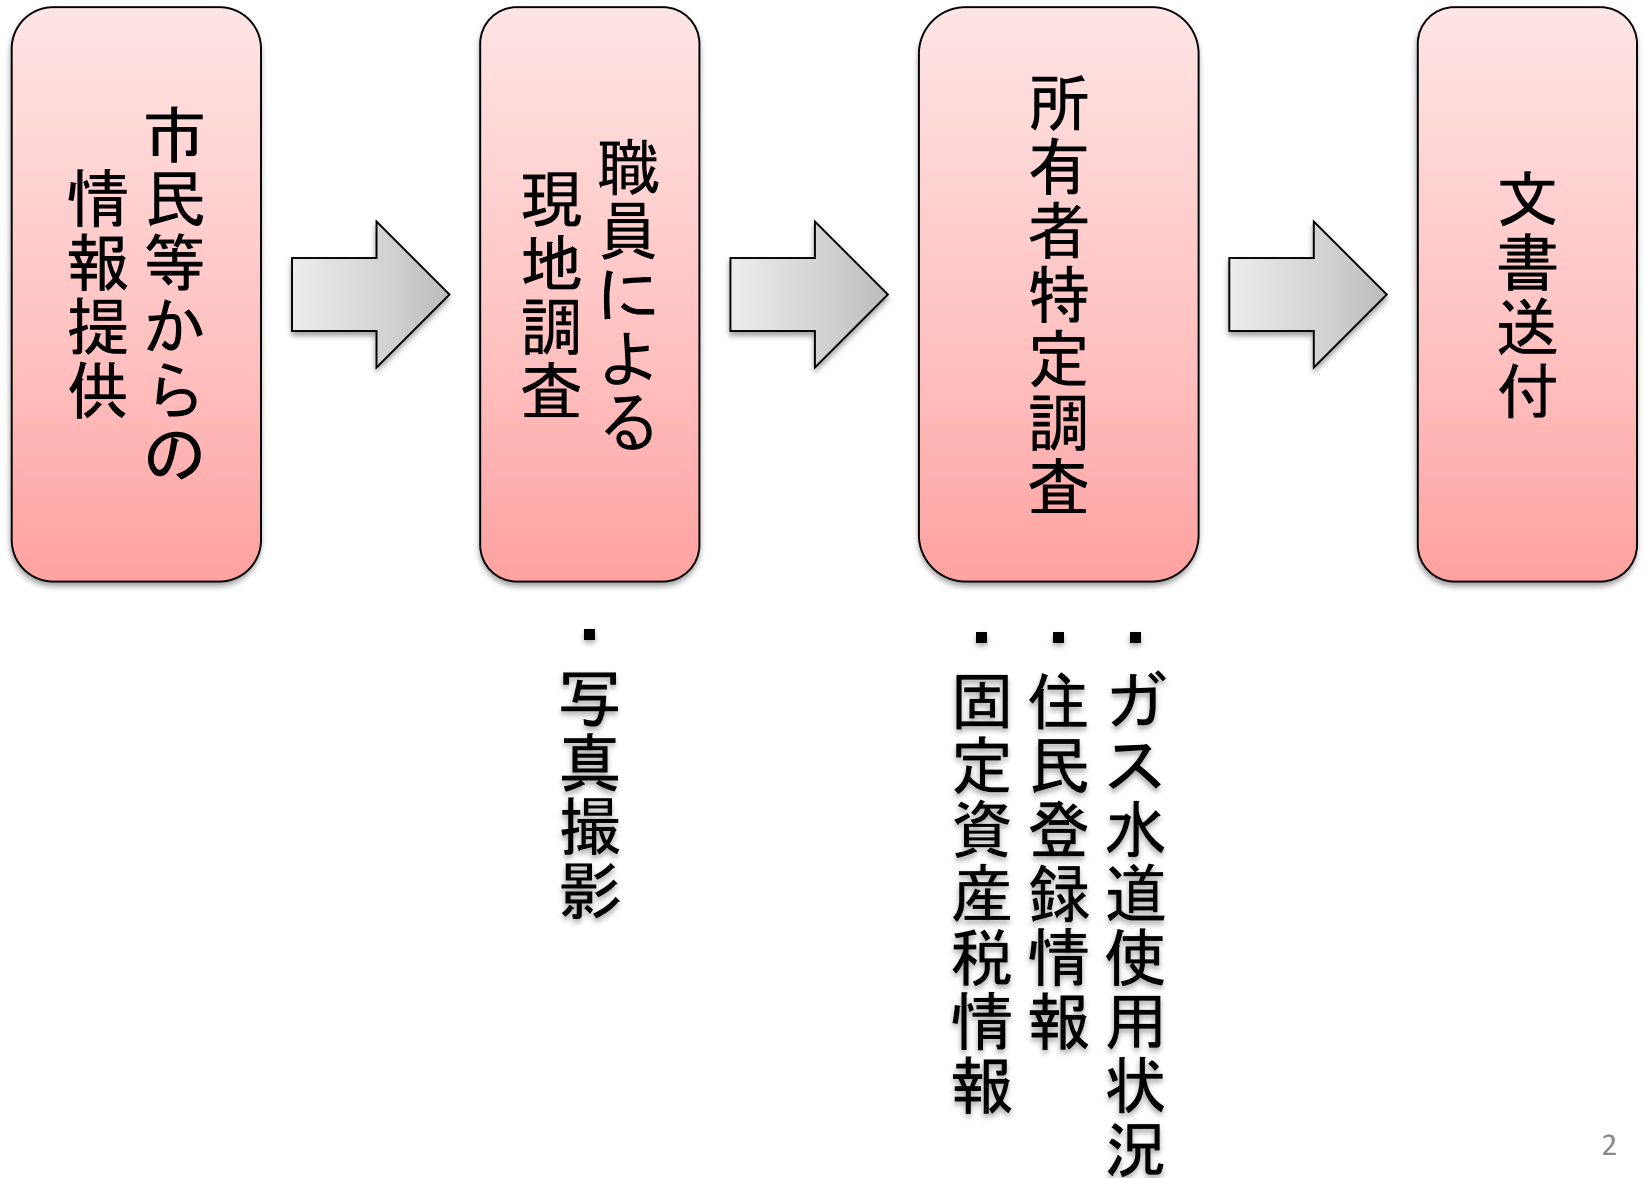 市民等からの
情報提供
職員による
現地調査
所有者特定調査
文書送付
・写真撮影
・ガス水道使用状況
・住民登録情報
・固定資産税情報
2